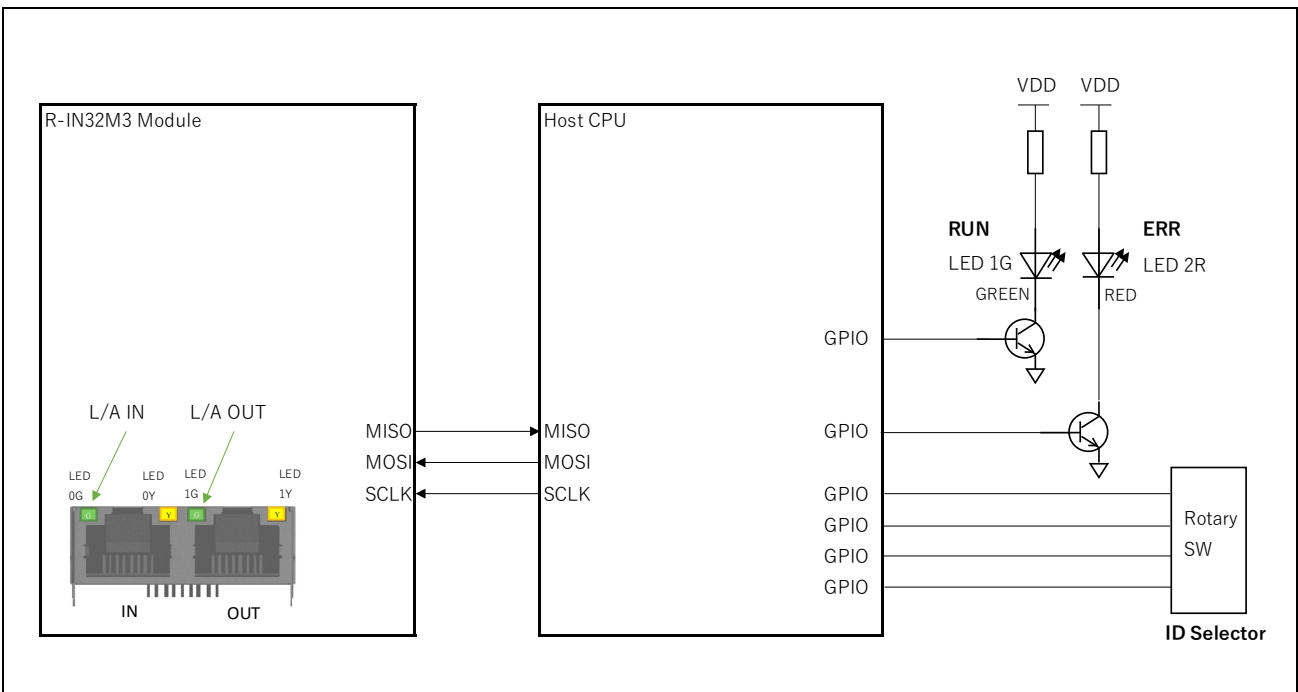 VDD VDD
R-IN32M3 Module
Host CPU
RUN
LED 1G
GREEN
ERR
LED 2R
RED
GPIO
L/A IN L/A OUT
LED
0G
LED
0Y
LED
1G
LED
1Y
G
Y
G
Y
IN
OUT
MISO
MOSI
SCLK
MISO
MOSI
SCLK
GPIO
GPIO
GPIO
GPIO
GPIO
Rotary
SW
ID Selector